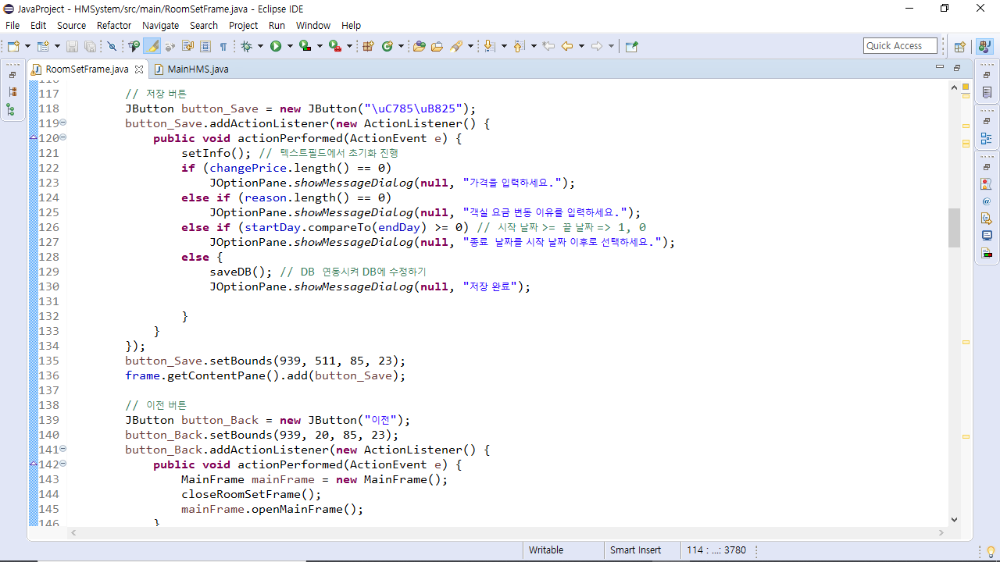 JavaProject - HMSystem/src/main/RoomSetFrame.java - Eclipse IDE
File Edit Source Refactor Navigate Search Project Run Window Help
Quick Access
RoomSetFrame.java MainHMS.java
116
117 // 저장 버튼
118 JButton button_Save = new JButton("\uC785\uB825");
119 button_Save.addActionListener(new ActionListener() {
120 public void actionPerformed(ActionEvent e) {
121 setInfo(); // 텍스트필드에서 초기화 진행
122 if (changePrice.length() == 0)
123 JOptionPane.showMessageDialog(null, "가격을 입력하세요.");
124 else if (reason.length() == 0)
125 JOptionPane.showMessageDialog(null, "객실 요금 변동 이유를 입력하세요.");
126 else if (startDay.compareTo(endDay) >= 0) // 시작 날짜 >= 끝 날짜 => 1, 0
127 JOptionPane.showMessageDialog(null, "종료 날짜를 시작 날짜 이후로 선택하세요.");
128 else {
129 saveDB(); // DB 연동시켜 DB에 수정하기
130 JOptionPane.showMessageDialog(null, "저장 완료");
131
132 }
133 }
134 });
135 button_Save.setBounds(939, 511, 85, 23);
136 frame.getContentPane().add(button_Save);
137
138 // 이전 버튼
139 JButton button_Back = new JButton("이전");
140 button_Back.setBounds(939, 20, 85, 23);
141 button_Back.addActionListener(new ActionListener() {
142 public void actionPerformed(ActionEvent e) {
143 MainFrame mainFrame = new MainFrame();
144 closeRoomSetFrame();
145 mainFrame.openMainFrame();
146 }
Writable Smart Insert 114 : ...: 3780